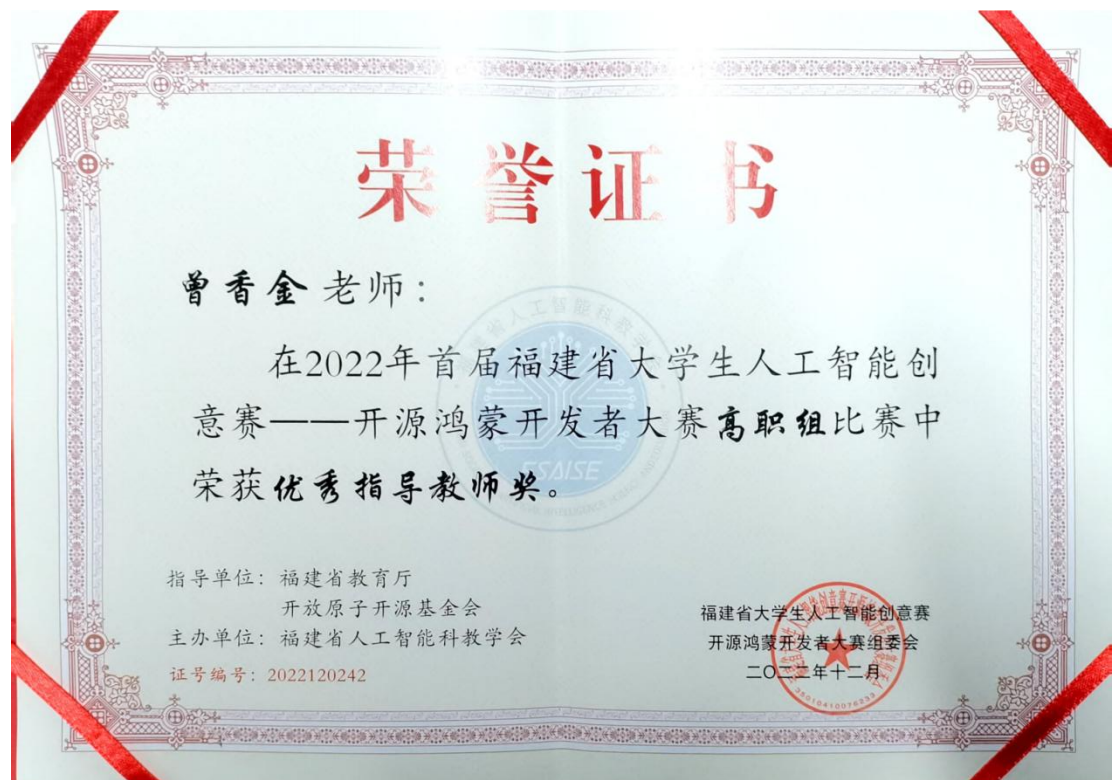 荣誉证书
曾香金老师：
在2022年首届福建省大学生人工智能创
意赛——开源鸿蒙开发者大赛高职组比赛中
荣获优秀指导教师奖。
指导单位：福建省教育厅
开放原子开源基金会
主办单位：福建省人工智能科教学会
证号编号：2022120242
福建省大学生人工智能创意赛
开源鸿蒙开发者大赛组委会
二〇二二年十二月